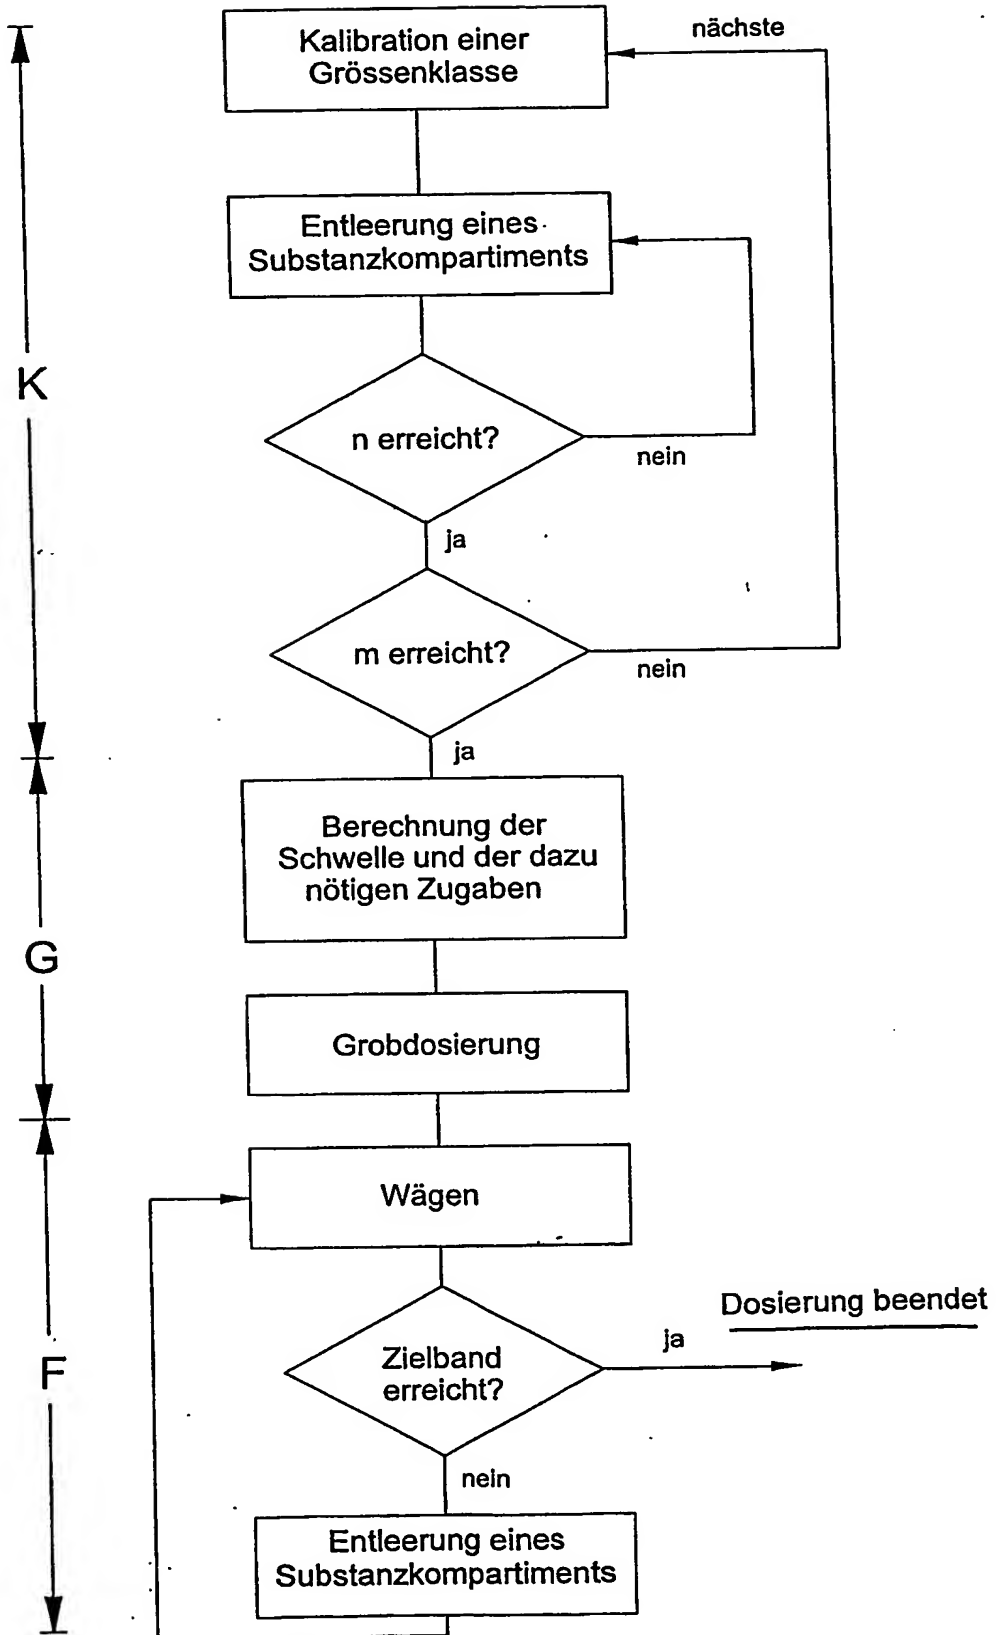 nächste
Kalibration einer
Grössenklasse
Entleerung eines
Substanzkompartiments
K
n erreicht?
nein
ja
m erreicht?
nein
ja
Berechnung der
Schwelle und der dazu
nötigen Zugaben
G
Grobdosierung
Wägen
Dosierung beendet
ja
Zielband
erreicht?
F
nein
Entleerung eines
Substanzkompartiments